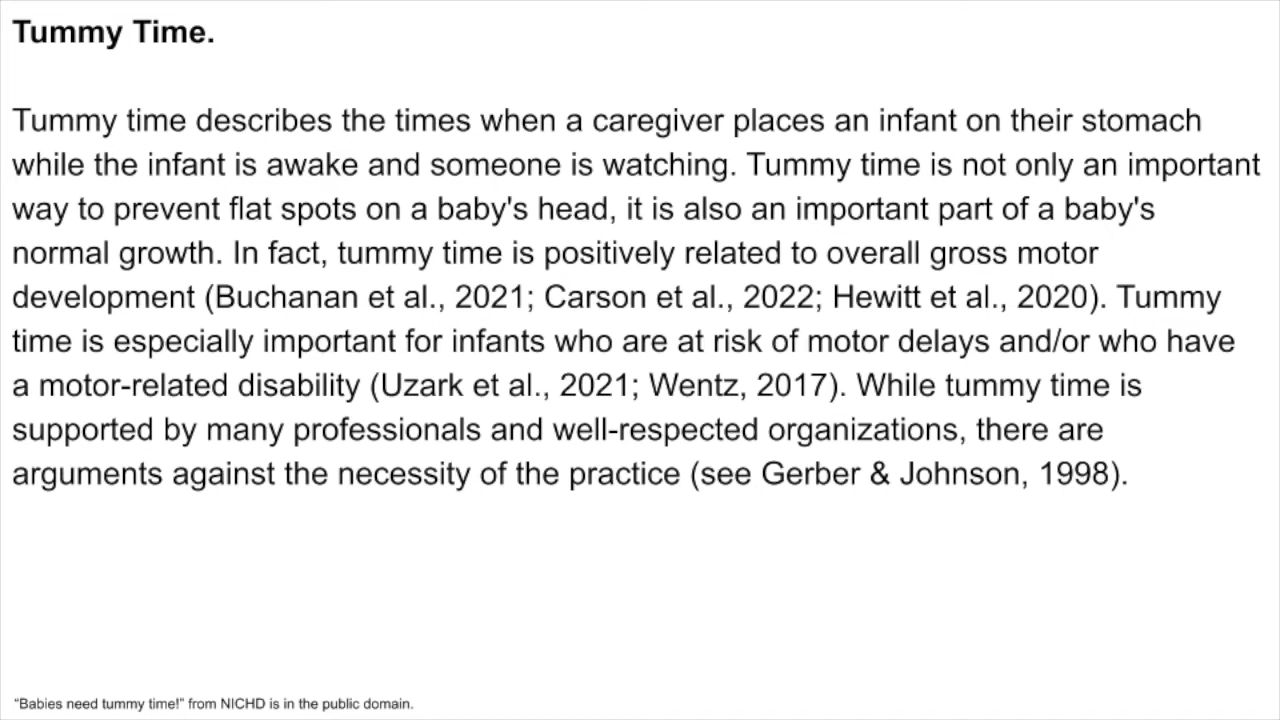 Tummy Time.
Tummy time describes the times when a caregiver places an infant on their stomach
while the infant is awake and someone is watching. Tummy time is not only an important
way to prevent flat spots on a baby's head, it is also an important part of a baby's
normal growth. In fact, tummy time is positively related to overall gross motor
development (Buchanan et al., 2021; Carson et al., 2022; Hewitt et al., 2020). Tummy
time is especially important for infants who are at risk of motor delays and/or who have
a motor-related disability (Uzark et al., 2021; Wentz, 2017). While tummy time is
supported by many professionals and well-respected organizations, there are
arguments against the necessity of the practice (see Gerber & Johnson, 1998).
“Babies need tummy time!” from NICHD is in the public domain.